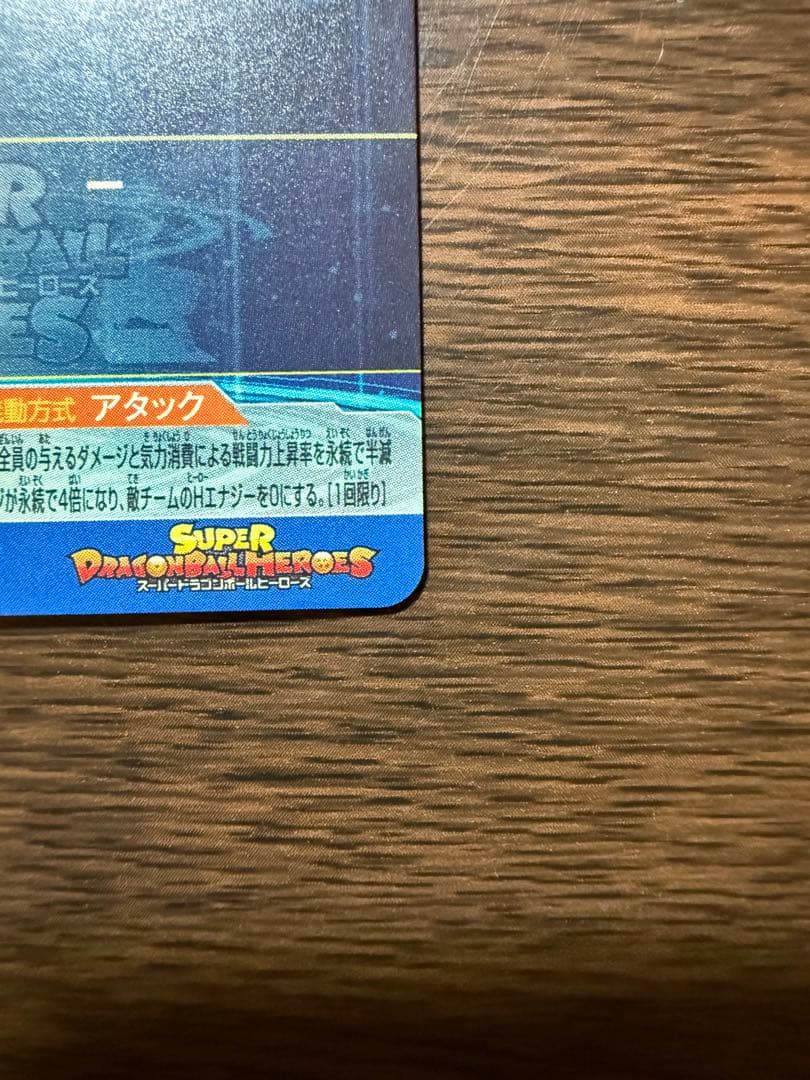 R
BALL
ヒーローズ
ES
動方式 アタック
全員の与えるダメージと気力消費による戦闘力上昇率を永続で半減
が永続で4倍になり、敵チームのHエナジーを0にする。[1回限り]
SUPER
DRAGONBALL HEROES
スーパードラゴンボールヒーローズ